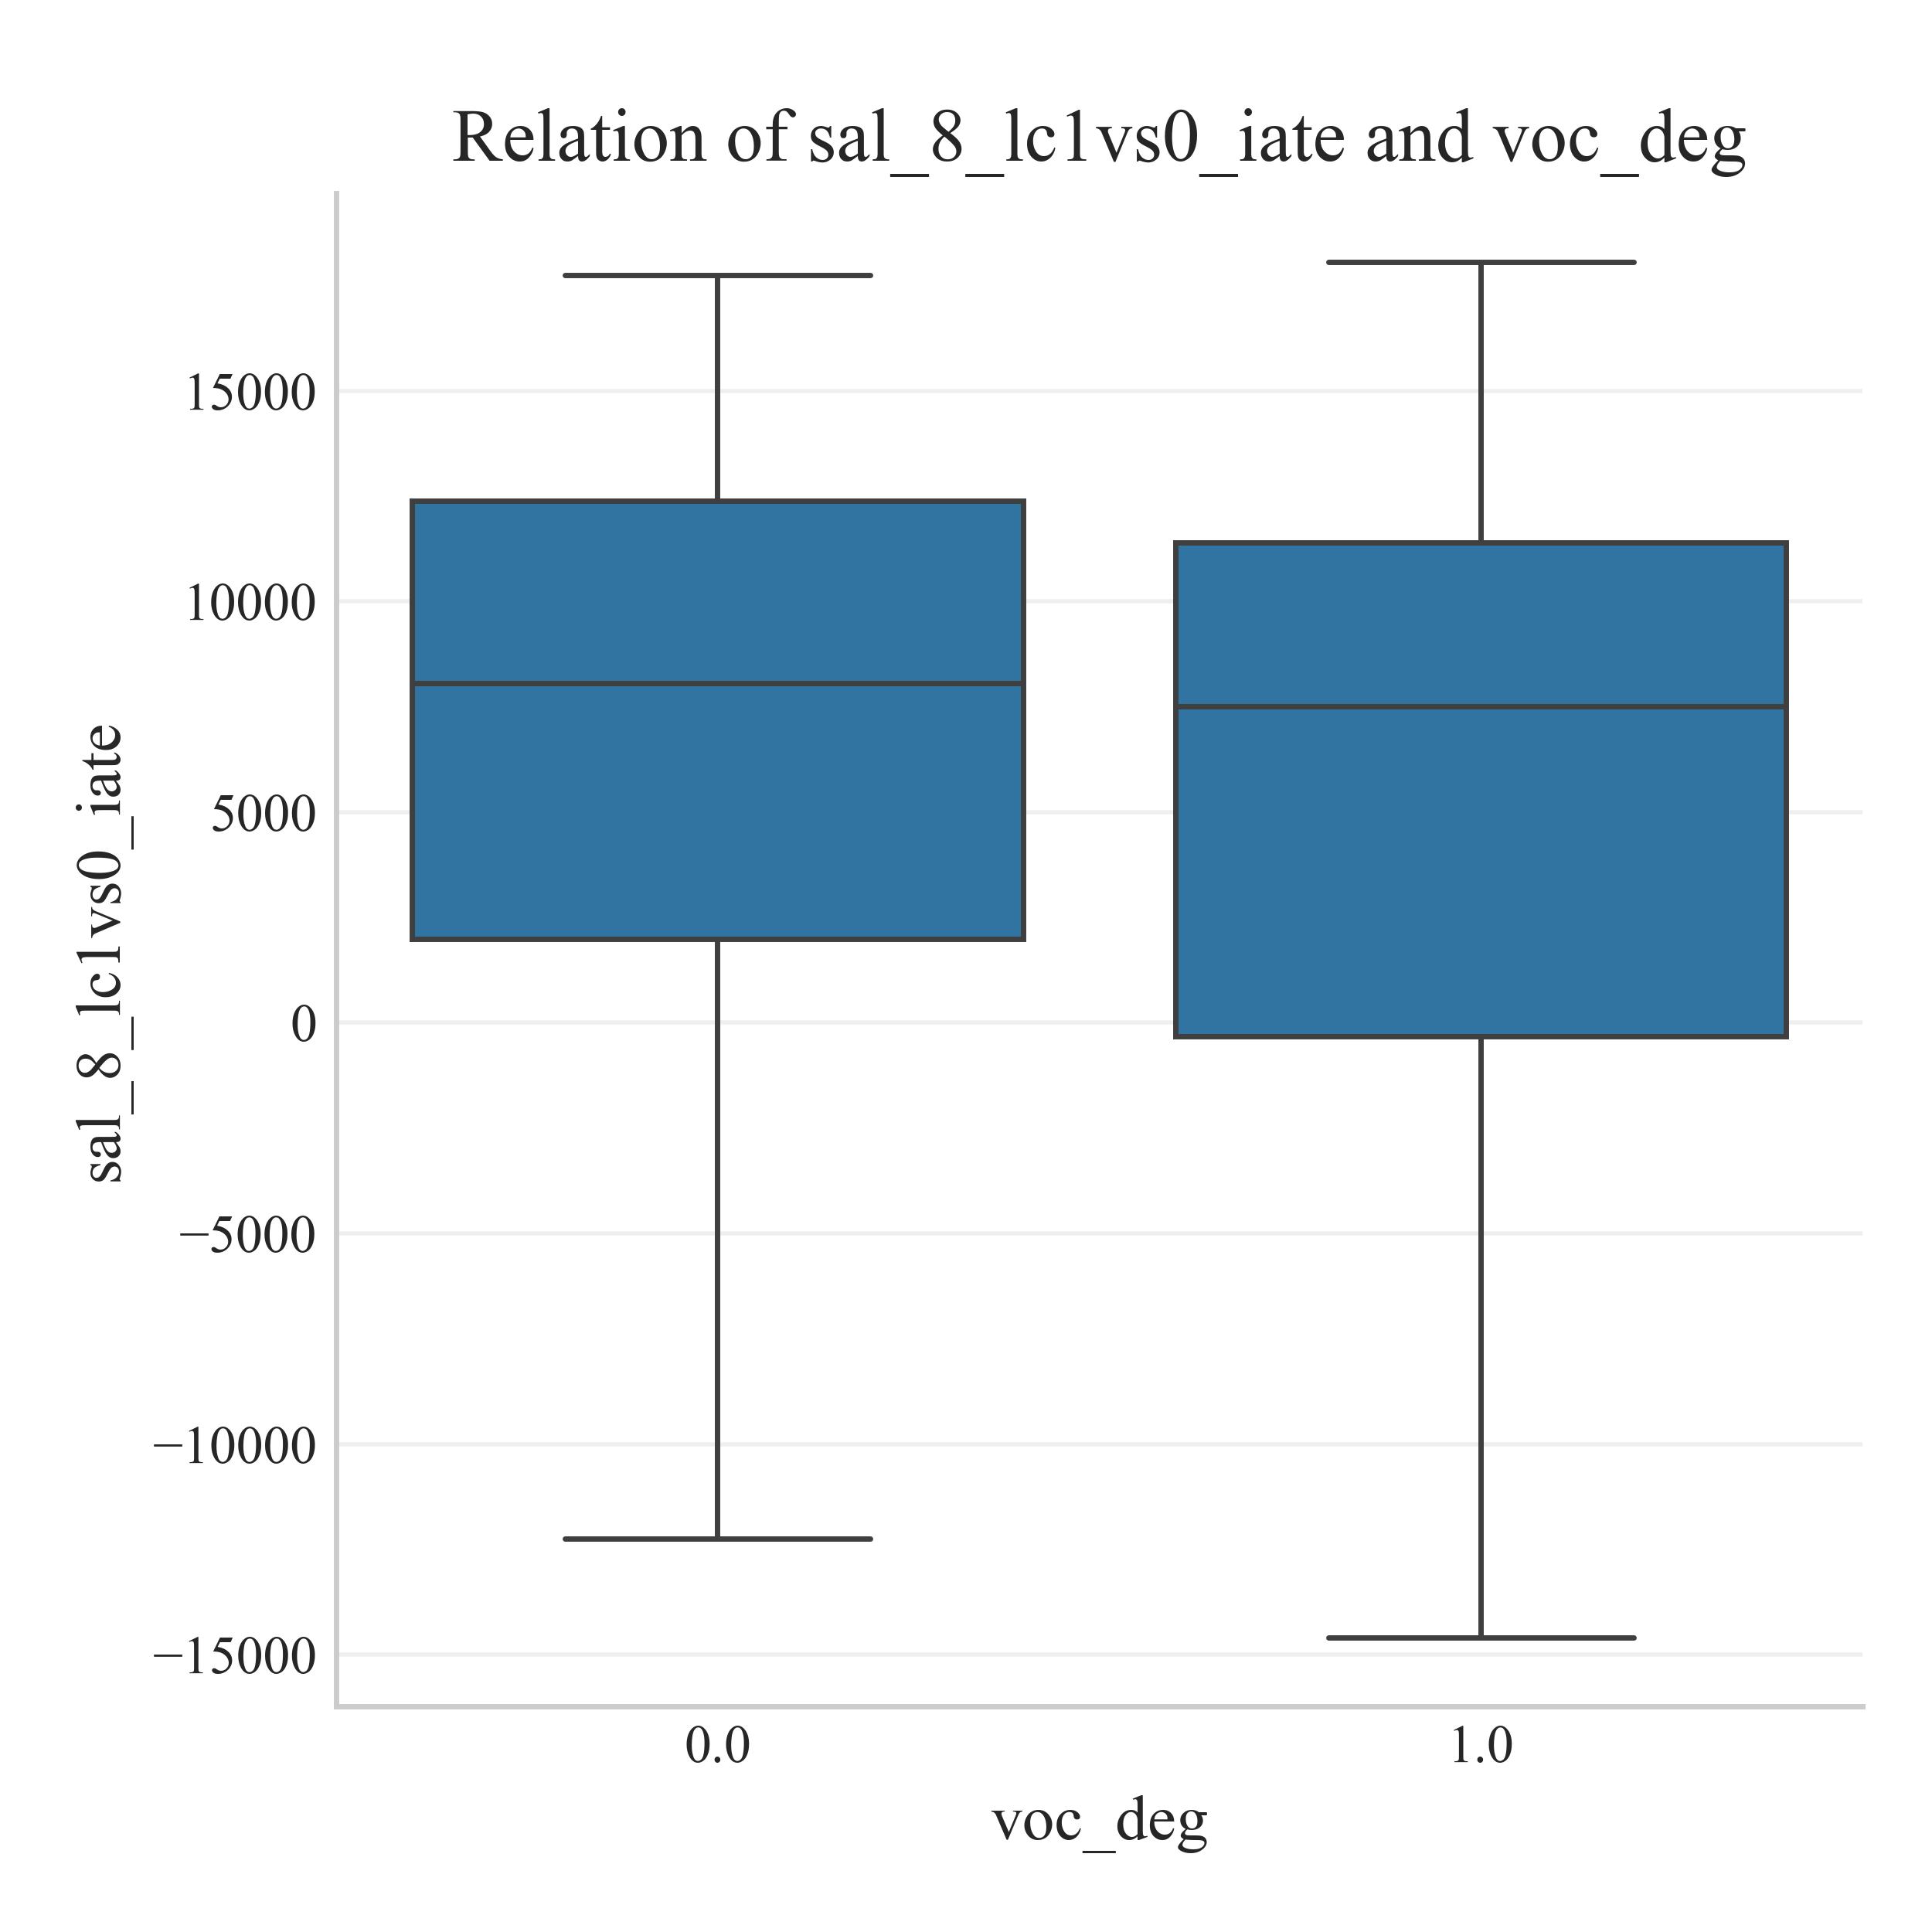 Relation of sal_8_lc1vs0_iate and voc_deg
sal_8_lc1vs0_iate
15000
10000
5000
0
−5000
−10000
−15000
0.0 1.0
voc_deg